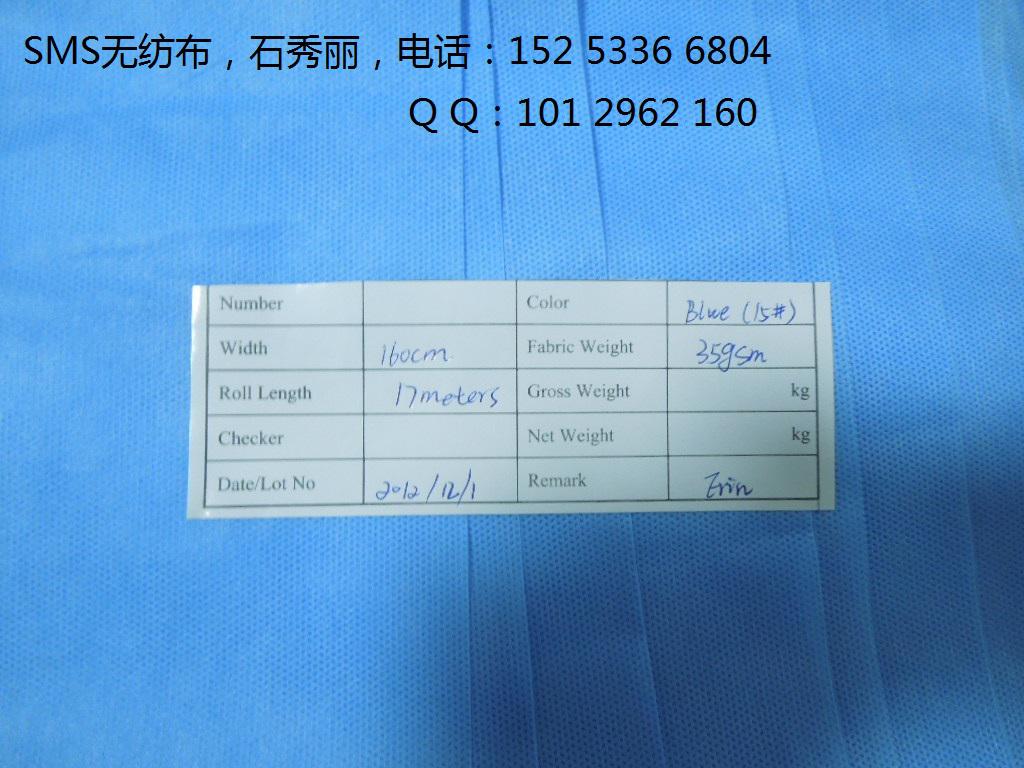 SMS无纺布，石秀丽，电话：152 5336 6804
Q Q：101 2962 160
Number Color Blue (15#)
Width 160cm Fabric Weight 35gsm
Roll Length 17meters Gross Weight kg
Checker Net Weight kg
Date/Lot No 2012/12/1 Remark Erin